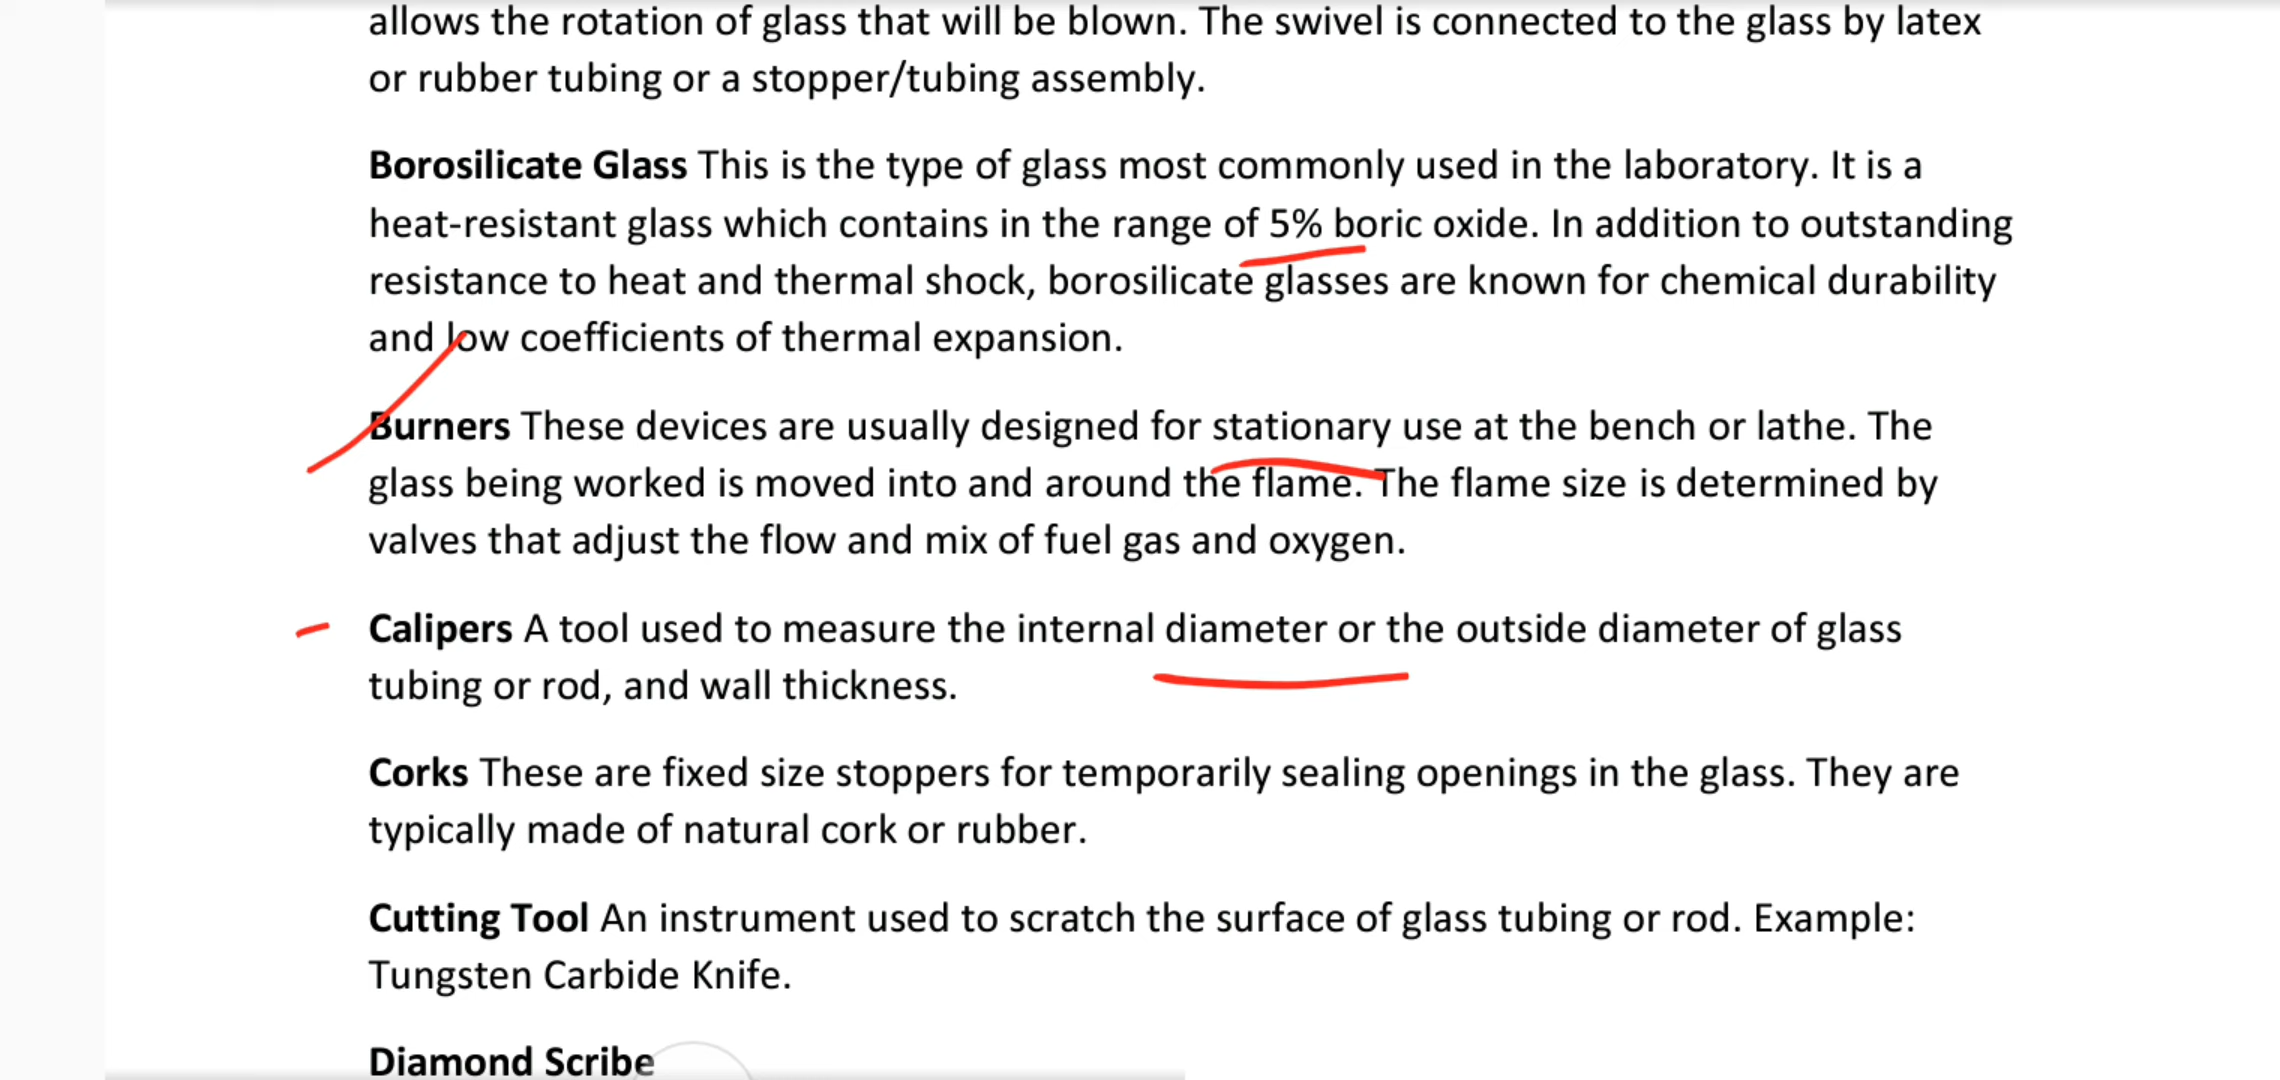 allows the rotation of glass that will be blown. The swivel is connected to the glass by latex
or rubber tubing or a stopper/tubing assembly.
Borosilicate Glass This is the type of glass most commonly used in the laboratory. It is a
heat-resistant glass which contains in the range of 5% boric oxide. In addition to outstanding
resistance to heat and thermal shock, borosilicate glasses are known for chemical durability
and low coefficients of thermal expansion.
Burners These devices are usually designed for stationary use at the bench or lathe. The
glass being worked is moved into and around the flame. The flame size is determined by
valves that adjust the flow and mix of fuel gas and oxygen.
Calipers A tool used to measure the internal diameter or the outside diameter of glass
tubing or rod, and wall thickness.
Corks These are fixed size stoppers for temporarily sealing openings in the glass. They are
typically made of natural cork or rubber.
Cutting Tool An instrument used to scratch the surface of glass tubing or rod. Example:
Tungsten Carbide Knife.
Diamond Scribe